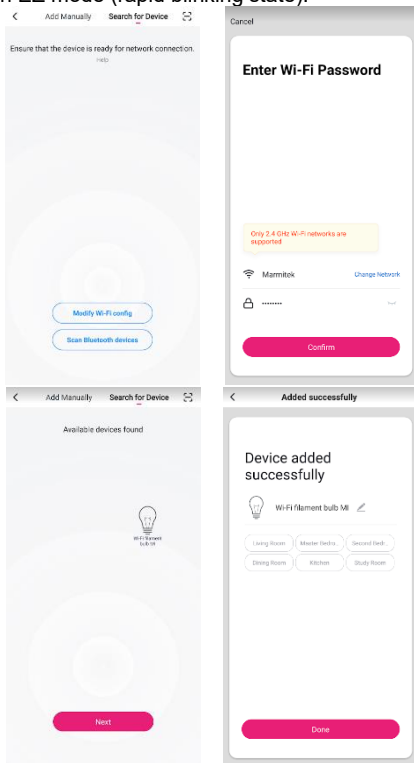 EZ mode (rapid blinking state).
Add Manually Search for Device
Ensure that the device is ready for network connection.
Help
Modify Wi-Fi config
Scan Bluetooth devices
Cancel
Enter Wi-Fi Password
Only 2.4 GHz Wi-Fi networks are
supported
Marmitek Change Network
Confirm
Add Manually Search for Device
Available devices found
Wi-Fi filament
bulb MI
Next
Added successfully
Device added
successfully
Wi-Fi filament bulb MI
Living Room Master Bedro... Second Bedr...
Dining Room Kitchen Study Room
Done